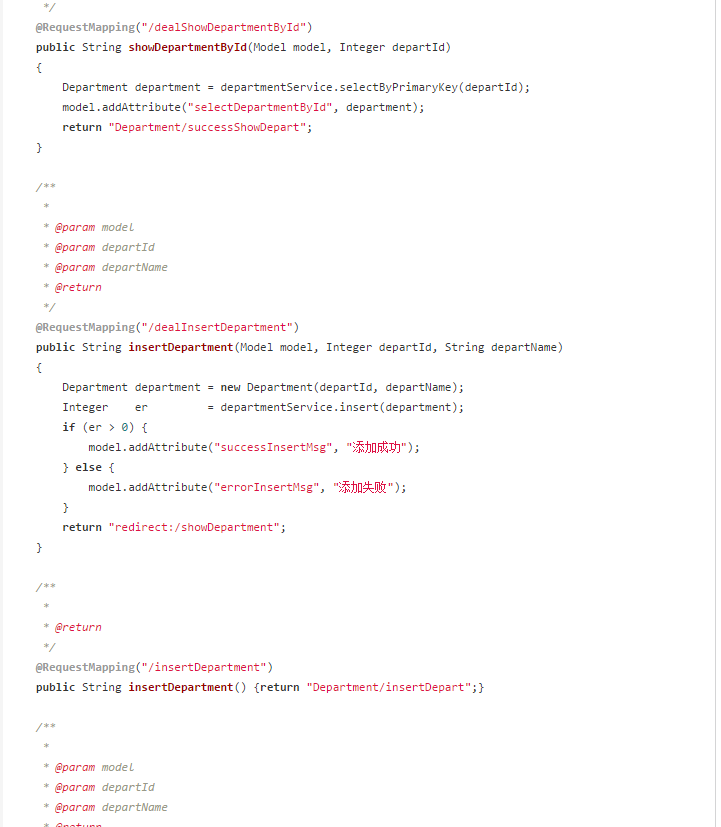 */
@RequestMapping("/dealShowDepartmentById")
public String showDepartmentById(Model model, Integer departId)
{
    Department department = departmentService.selectByPrimaryKey(departId);
    model.addAttribute("selectDepartmentById", department);
    return "Department/successShowDepart";
}
/**
 *
 * @param model
 * @param departId
 * @param departName
 * @return
 */
@RequestMapping("/dealInsertDepartment")
public String insertDepartment(Model model, Integer departId, String departName)
{
    Department department = new Department(departId, departName);
    Integer    er         = departmentService.insert(department);
    if (er > 0) {
        model.addAttribute("successInsertMsg", "添加成功");
    } else {
        model.addAttribute("errorInsertMsg", "添加失败");
    }
    return "redirect:/showDepartment";
}
/**
 *
 * @return
 */
@RequestMapping("/insertDepartment")
public String insertDepartment() {return "Department/insertDepart";}
/**
 *
 * @param model
 * @param departId
 * @param departName
 * @return